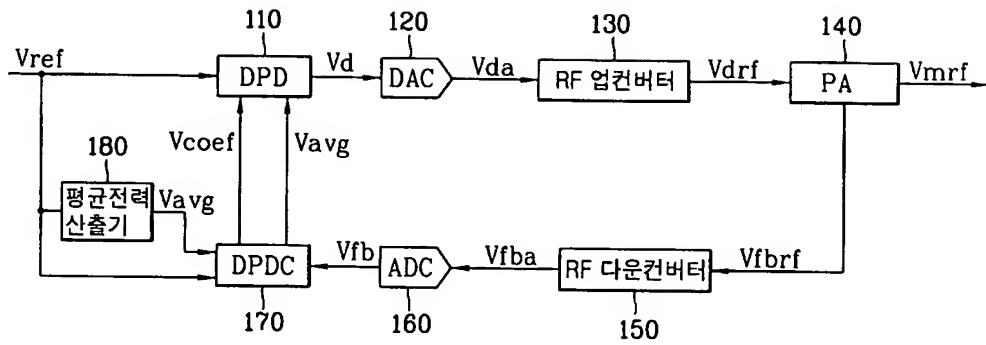 110
120
130
140
Vref
DPD
Vd
DAC
Vda
RF 업컨버터
Vdrf
PA
Vmrf
Vcoef
Vavg
180
평균전력
산출기
Vavg
DPDC
Vfb
ADC
Vfba
RF 다운컨버터
Vfbrf
170
160
150